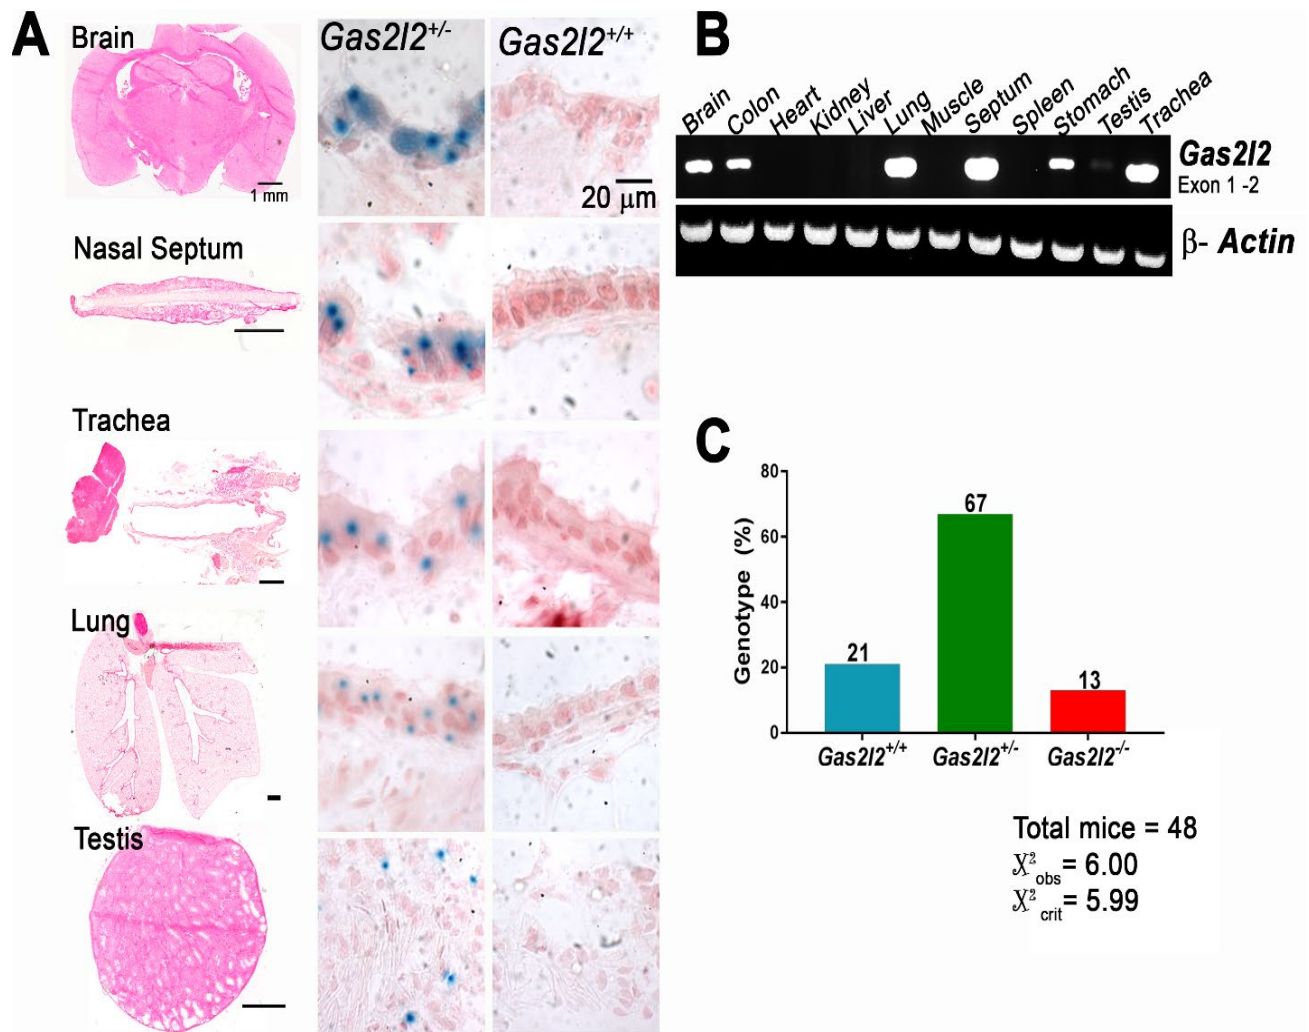 A
Brain
1 mm
Gas2l2+/-
Gas2l2+/+
20 μm
Nasal Septum
Trachea
Lung
Testis
B
Brain Colon Heart Kidney Liver Lung Muscle Septum Spleen Stomach Testis Trachea
Gas2l2
Exon 1 -2
β- Actin
C
Genotype (%)
80
60
40
20
0
21
67
13
Gas2l2+/+
Gas2l2+/-
Gas2l2-/-
Total mice = 48
X²obs = 6.00
X²crit = 5.99